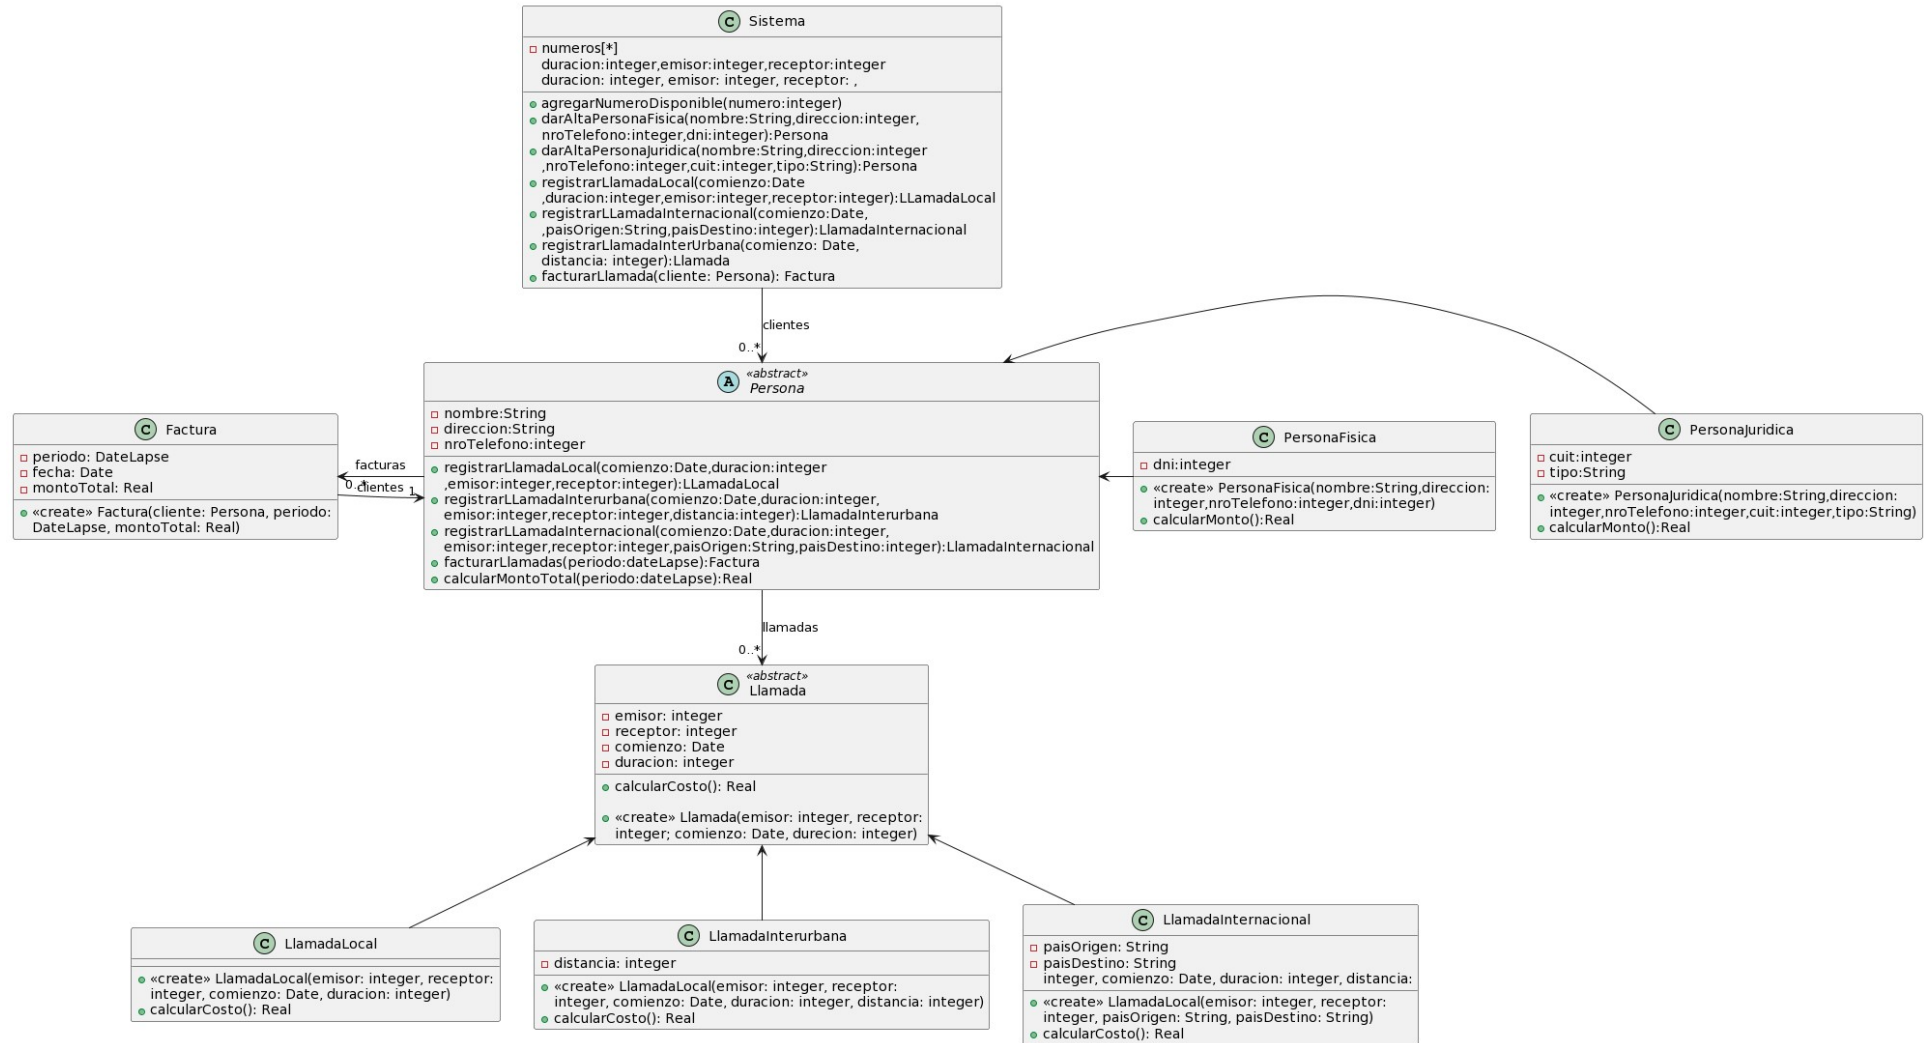 C Sistema
numeros[*]
duracion:integer,emisor:integer,receptor:integer
duracion: integer, emisor: integer, receptor: ,
agregarNumeroDisponible(numero:integer)
darAltaPersonaFisica(nombre:String,direccion:integer,
nroTelefono:integer,dni:integer):Persona
darAltaPersonaJuridica(nombre:String,direccion:integer
,nroTelefono:integer,cuit:integer,tipo:String):Persona
registrarLlamadaLocal(comienzo:Date
,duracion:integer,emisor:integer,receptor:integer):LLamadaLocal
registrarLLamadaInternacional(comienzo:Date,
,paisOrigen:String,paisDestino:integer):LlamadaInternacional
registrarLlamadaInterUrbana(comienzo: Date,
distancia: integer):Llamada
facturarLlamada(cliente: Persona): Factura
clientes
0..*
A «abstract»
Persona
nombre:String
direccion:String
nroTelefono:integer
registrarLlamadaLocal(comienzo:Date,duracion:integer
,emisor:integer,receptor:integer):LLamadaLocal
registrarLLamadaInterurbana(comienzo:Date,duracion:integer,
emisor:integer,receptor:integer,distancia:integer):LlamadaInterurbana
registrarLLamadaInternacional(comienzo:Date,duracion:integer,
emisor:integer,receptor:integer,paisOrigen:String,paisDestino:integer):LlamadaInternacional
facturarLlamadas(periodo:dateLapse):Factura
calcularMontoTotal(periodo:dateLapse):Real
C Factura
periodo: DateLapse
fecha: Date
montoTotal: Real
«create» Factura(cliente: Persona, periodo:
DateLapse, montoTotal: Real)
facturas
0..*
clientes
1
C PersonaFisica
dni:integer
«create» PersonaFisica(nombre:String,direccion:
integer,nroTelefono:integer,dni:integer)
calcularMonto():Real
C PersonaJuridica
cuit:integer
tipo:String
«create» PersonaJuridica(nombre:String,direccion:
integer,nroTelefono:integer,cuit:integer,tipo:String)
calcularMonto():Real
llamadas
0..*
C «abstract»
Llamada
emisor: integer
receptor: integer
comienzo: Date
duracion: integer
calcularCosto(): Real
«create» Llamada(emisor: integer, receptor:
integer; comienzo: Date, durecion: integer)
C LlamadaLocal
«create» LlamadaLocal(emisor: integer, receptor:
integer, comienzo: Date, duracion: integer)
calcularCosto(): Real
C LlamadaInterurbana
distancia: integer
«create» LlamadaLocal(emisor: integer, receptor:
integer, comienzo: Date, duracion: integer, distancia: integer)
calcularCosto(): Real
C LlamadaInternacional
paisOrigen: String
paisDestino: String
integer, comienzo: Date, duracion: integer, distancia:
«create» LlamadaLocal(emisor: integer, receptor:
integer, paisOrigen: String, paisDestino: String)
calcularCosto(): Real